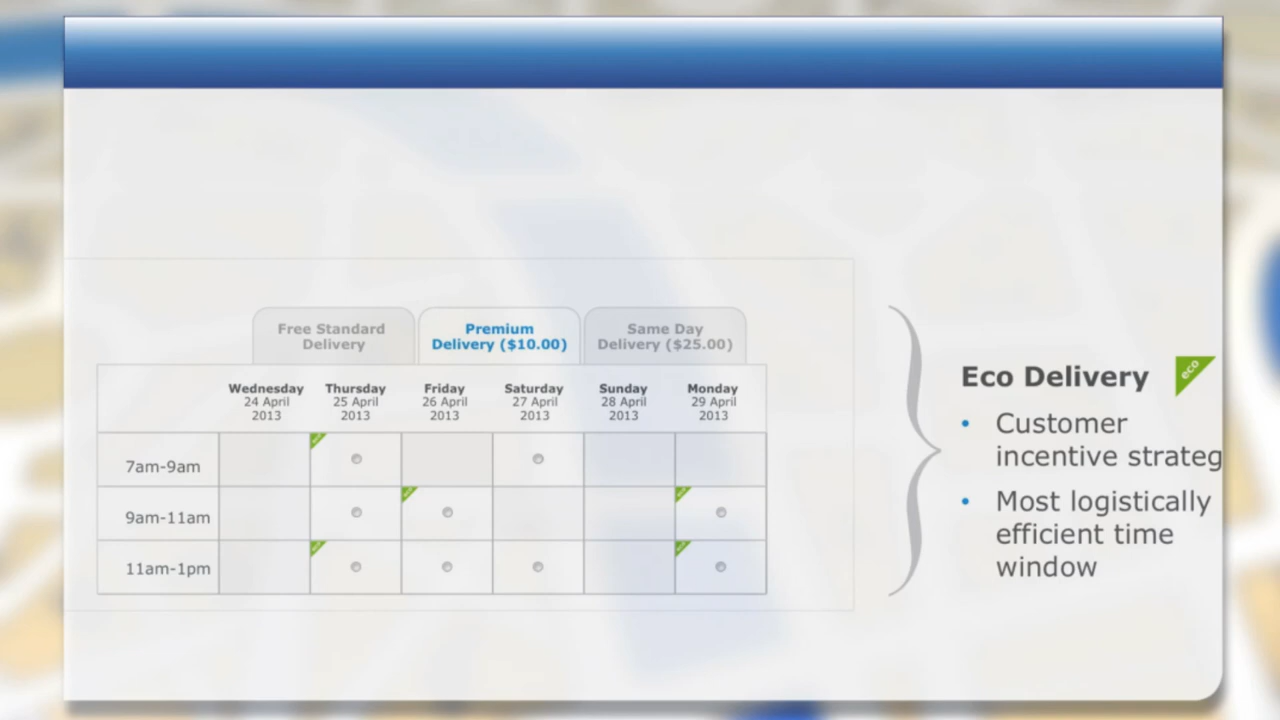 Free Standard
Delivery
Premium
Delivery ($10.00)
Same Day
Delivery ($25.00)
Wednesday
24 April
2013
Thursday
25 April
2013
Friday
26 April
2013
Saturday
27 April
2013
Sunday
28 April
2013
Monday
29 April
2013
7am-9am
9am-11am
11am-1pm
Eco Delivery
eco
• Customer
incentive strateg
• Most logistically
efficient time
window